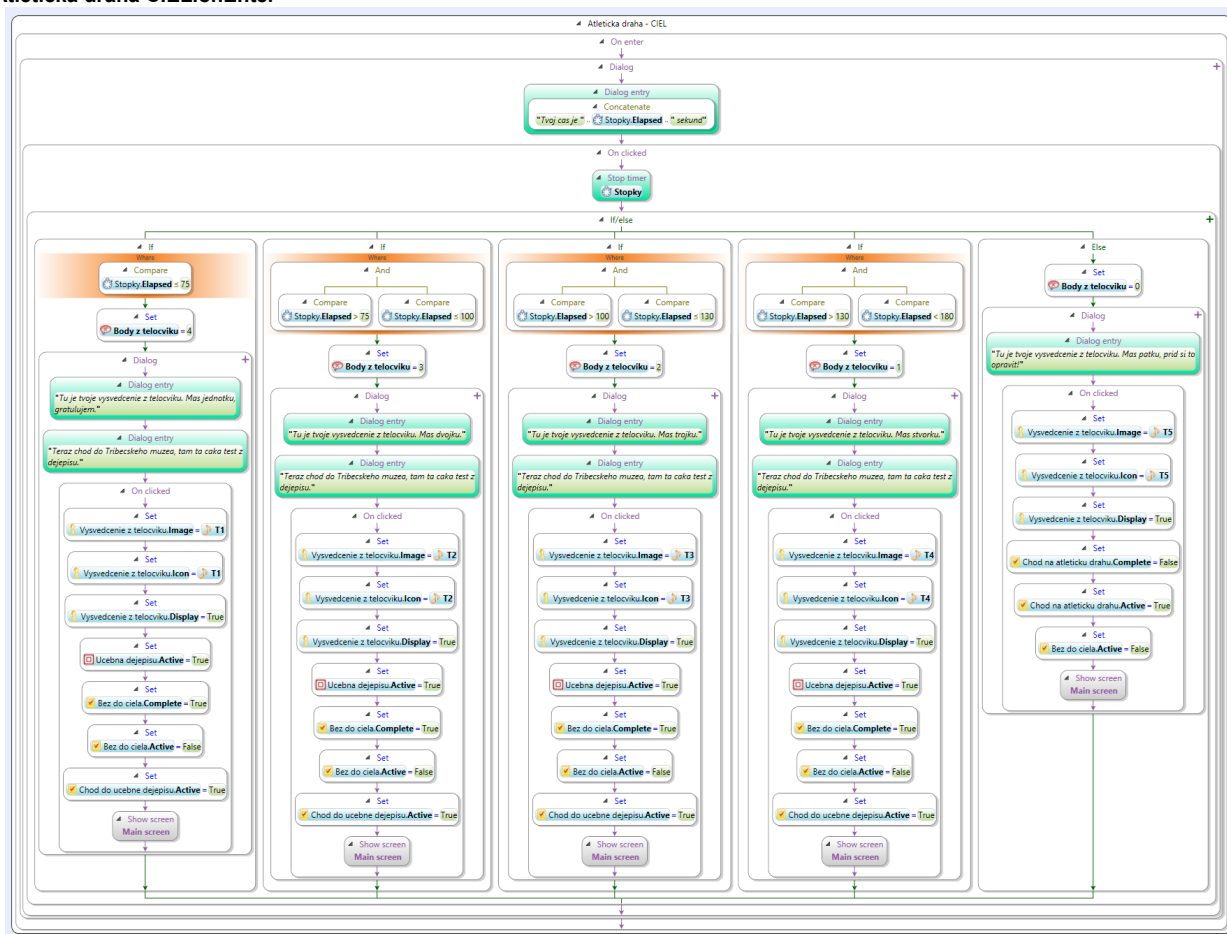 Atleticka draha - CIEL
On enter
Dialog
Dialog entry
Concatenate
"Tvoj cas je " .. Stopky.Elapsed .. " sekund"
On clicked
Stop timer
Stopky
If/else
If
Where
Compare
Stopky.Elapsed ≤ 75
Set
Body z telocviku = 4
Dialog
Dialog entry
"Tu je tvoje vysvedcenie z telocviku. Mas jednotku,
gratulujem."
Dialog entry
"Teraz chod do Tribecskeho muzea, tam ta caka test z
dejepisu."
On clicked
Set
Vysvedcenie z telocviku.Image = T1
Set
Vysvedcenie z telocviku.Icon = T1
Set
Vysvedcenie z telocviku.Display = True
Set
Ucebna dejepisu.Active = True
Set
Bez do ciela.Complete = True
Set
Bez do ciela.Active = False
Set
Chod do ucebne dejepisu.Active = True
Show screen
Main screen
If
Where
And
Compare
Stopky.Elapsed > 75
Compare
Stopky.Elapsed ≤ 100
Set
Body z telocviku = 3
Dialog
Dialog entry
"Tu je tvoje vysvedcenie z telocviku. Mas dvojku."
Dialog entry
"Teraz chod do Tribecskeho muzea, tam ta caka test z
dejepisu."
On clicked
Set
Vysvedcenie z telocviku.Image = T2
Set
Vysvedcenie z telocviku.Icon = T2
Set
Vysvedcenie z telocviku.Display = True
Set
Ucebna dejepisu.Active = True
Set
Bez do ciela.Complete = True
Set
Bez do ciela.Active = False
Set
Chod do ucebne dejepisu.Active = True
Show screen
Main screen
If
Where
And
Compare
Stopky.Elapsed > 100
Compare
Stopky.Elapsed ≤ 130
Set
Body z telocviku = 2
Dialog
Dialog entry
"Tu je tvoje vysvedcenie z telocviku. Mas trojku."
Dialog entry
"Teraz chod do Tribecskeho muzea, tam ta caka test z
dejepisu."
On clicked
Set
Vysvedcenie z telocviku.Image = T3
Set
Vysvedcenie z telocviku.Icon = T3
Set
Vysvedcenie z telocviku.Display = True
Set
Ucebna dejepisu.Active = True
Set
Bez do ciela.Complete = True
Set
Bez do ciela.Active = False
Set
Chod do ucebne dejepisu.Active = True
Show screen
Main screen
If
Where
And
Compare
Stopky.Elapsed > 130
Compare
Stopky.Elapsed < 180
Set
Body z telocviku = 1
Dialog
Dialog entry
"Tu je tvoje vysvedcenie z telocviku. Mas stvorku."
Dialog entry
"Teraz chod do Tribecskeho muzea, tam ta caka test z
dejepisu."
On clicked
Set
Vysvedcenie z telocviku.Image = T4
Set
Vysvedcenie z telocviku.Icon = T4
Set
Vysvedcenie z telocviku.Display = True
Set
Ucebna dejepisu.Active = True
Set
Bez do ciela.Complete = True
Set
Bez do ciela.Active = False
Set
Chod do ucebne dejepisu.Active = True
Show screen
Main screen
Else
Set
Body z telocviku = 0
Dialog
Dialog entry
"Tu je tvoje vysvedcenie z telocviku. Mas patku, prid si to
opravit!"
On clicked
Set
Vysvedcenie z telocviku.Image = T5
Set
Vysvedcenie z telocviku.Icon = T5
Set
Vysvedcenie z telocviku.Display = True
Set
Chod na atleticku drahu.Complete = False
Set
Chod na atleticku drahu.Active = True
Set
Bez do ciela.Active = False
Show screen
Main screen